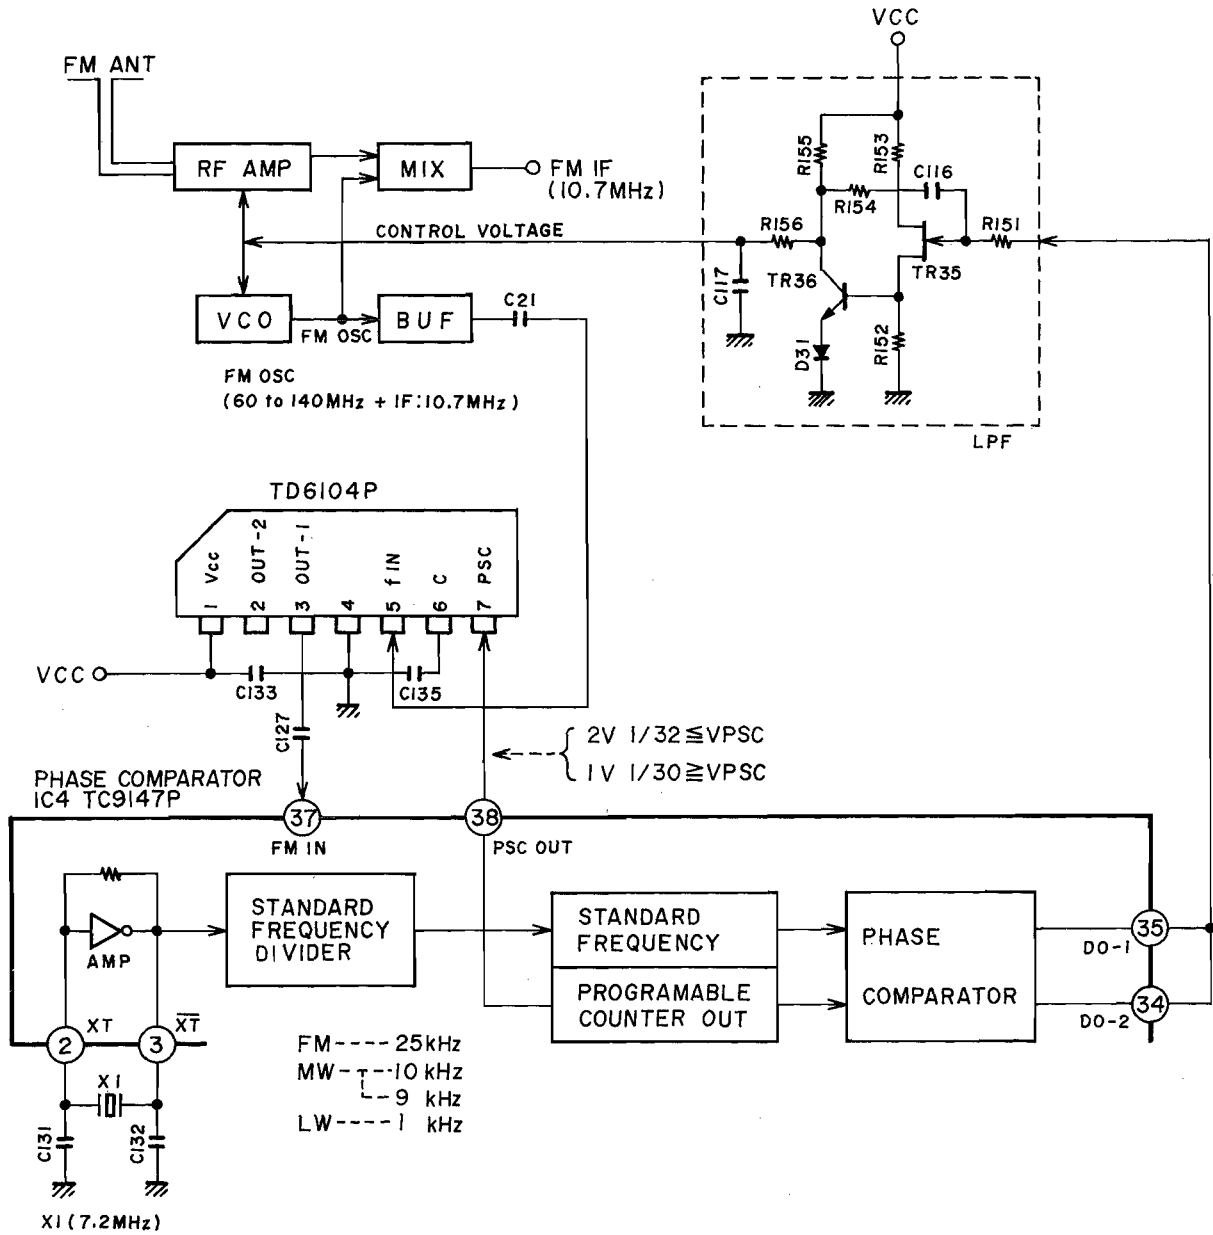 VCC
FM ANT
RF AMP
MIX
FM IF
(10.7MHz)
R155
R153
C116
R154
R156
R151
CONTROL VOLTAGE
TR36
TR35
C117
VCO
FM OSC
BUF
C21
D31
R152
FM OSC
(60 to 140MHz + IF:10.7MHz)
LPF
TD6104P
Vcc
OUT-2
OUT-1
fIN
C
PSC
1
2
3
4
5
6
7
VCC
C133
C135
C127
2V 1/32≦VPSC
1V 1/30≧VPSC
PHASE COMPARATOR
IC4 TC9147P
37
38
FM IN
PSC OUT
AMP
STANDARD
FREQUENCY
DIVIDER
STANDARD
FREQUENCY
PROGRAMABLE
COUNTER OUT
PHASE
COMPARATOR
35
DO-1
34
DO-2
XT
X̅T̅
2
3
FM---- 25kHz
MW----10 kHz
--9 kHz
LW---- 1 kHz
X1
C131
C132
X1(7.2MHz)